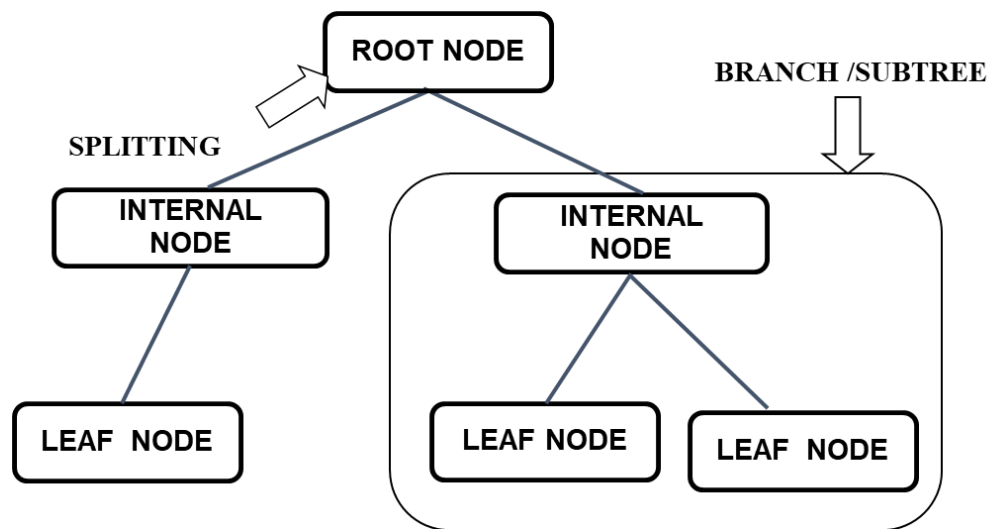 ROOT NODE
BRANCH /SUBTREE
SPLITTING
INTERNAL
NODE
INTERNAL
NODE
LEAF NODE
LEAF NODE
LEAF NODE